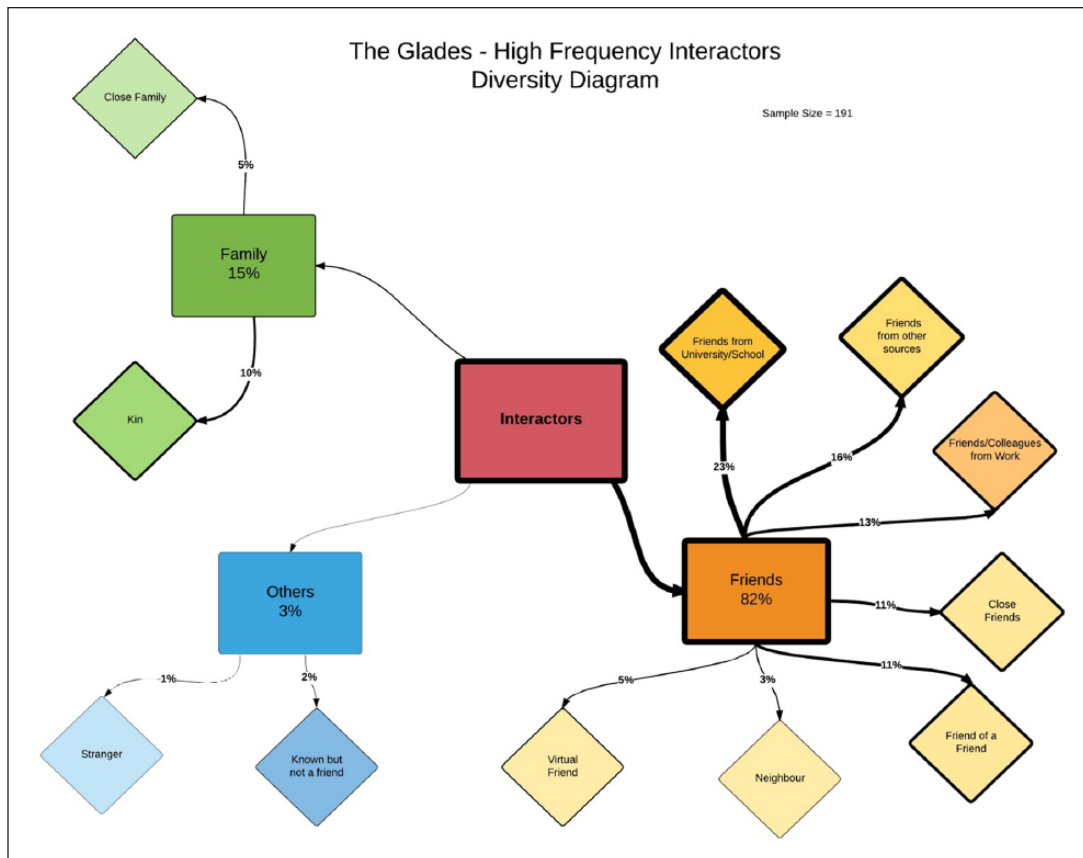 The Glades - High Frequency Interactors
Diversity Diagram
Sample Size = 191
Close Family
5%
Family
15%
10%
Kin
Interactors
Friends from
University/School
Friends
from other
sources
Friends/Colleagues
from Work
23%
16%
13%
Friends
82%
11%
Close
Friends
11%
Friend of a
Friend
5%
3%
Virtual
Friend
Neighbour
Others
3%
1%
2%
Stranger
Known but
not a friend